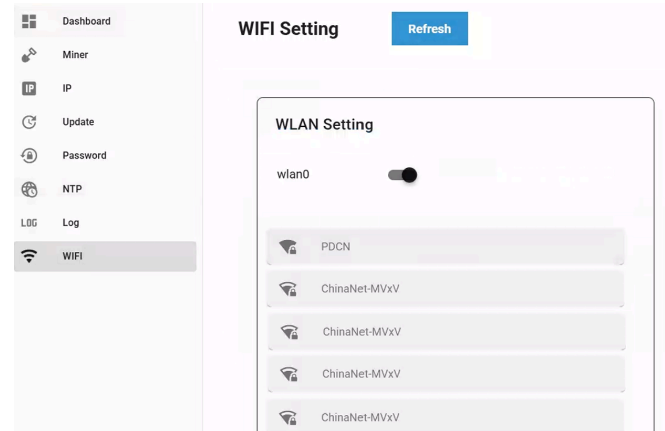 Dashboard
Miner
IP IP
Update
Password
NTP
LOG Log
WIFI
WIFI Setting
Refresh
WLAN Setting
wlan0
PDCN
ChinaNet-MVxV
ChinaNet-MVxV
ChinaNet-MVxV
ChinaNet-MVxV